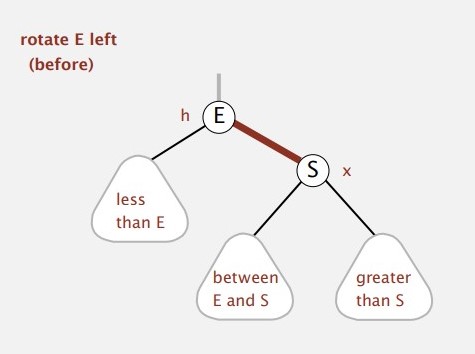 rotate E left
(before)
h
E
S
x
less
than E
between
E and S
greater
than S